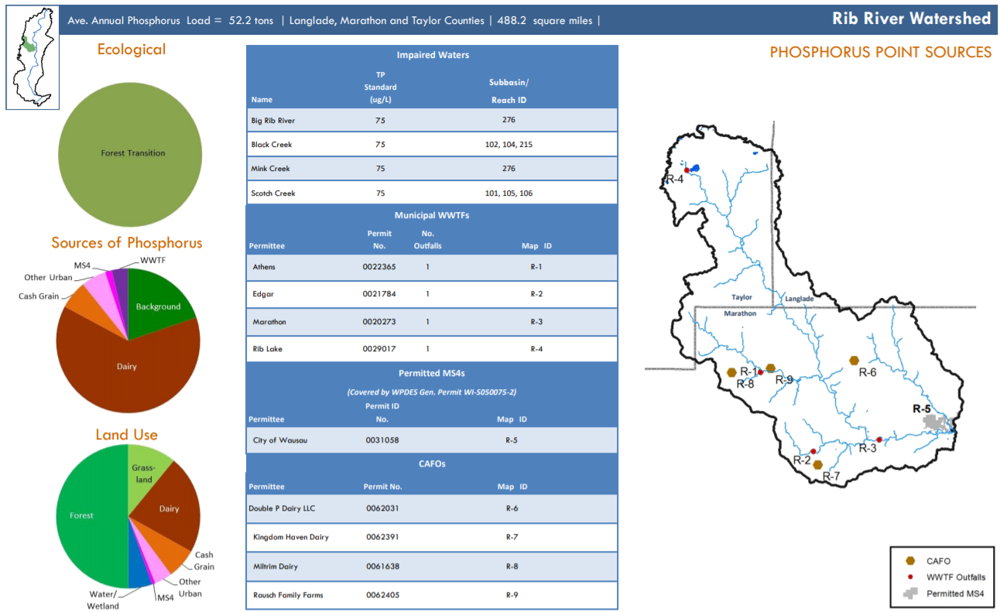 Ave. Annual Phosphorus Load = 52.2 tons | Langlade, Marathon and Taylor Counties | 488.2 square miles |
Rib River Watershed
Ecological
Forest Transition
Sources of Phosphorus
WWTF
MS4
Other Urban
Cash Grain
Background
Dairy
Land Use
Grass-
land
Dairy
Forest
Cash
Grain
Other
Urban
MS4
Water/
Wetland
Impaired Waters
Name TP Standard (ug/L) Subbasin/ Reach ID
Big Rib River 75 276
Black Creek 75 102, 104, 215
Mink Creek 75 276
Scotch Creek 75 101, 105, 106
Municipal WWTFs
Permittee Permit No. No. Outfalls Map ID
Athens 0022365 1 R-1
Edgar 0021784 1 R-2
Marathon 0020273 1 R-3
Rib Lake 0029017 1 R-4
Permitted MS4s
(Covered by WPDES Gen. Permit WI-S050075-2)
Permittee Permit ID No. Map ID
City of Wausau 0031058 R-5
CAFOs
Permittee Permit No. Map ID
Double P Dairy LLC 0062031 R-6
Kingdom Haven Dairy 0062391 R-7
Miltrim Dairy 0061638 R-8
Rausch Family Farms 0062405 R-9
PHOSPHORUS POINT SOURCES
R-4
Taylor
Langlade
Marathon
R-1
R-9
R-8
R-6
R-5
R-3
R-2
R-7
CAFO
WWTF Outfalls
Permitted MS4